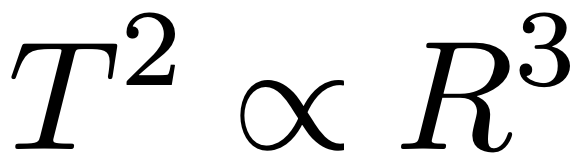 T² ∝ R³